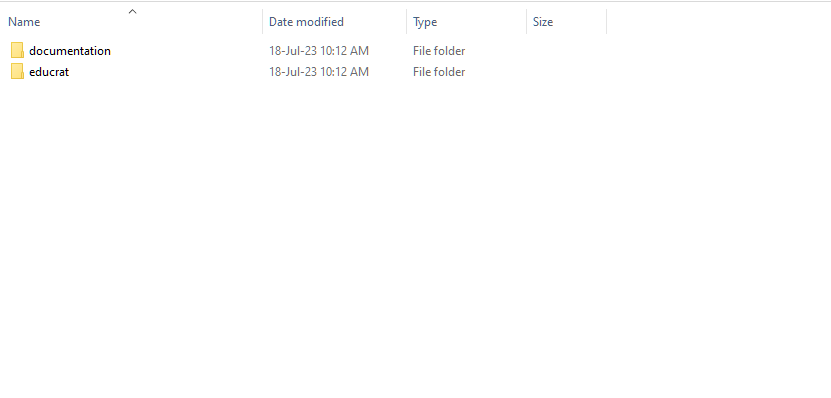 Name Date modified Type Size
documentation 18-Jul-23 10:12 AM File folder
educrat 18-Jul-23 10:12 AM File folder